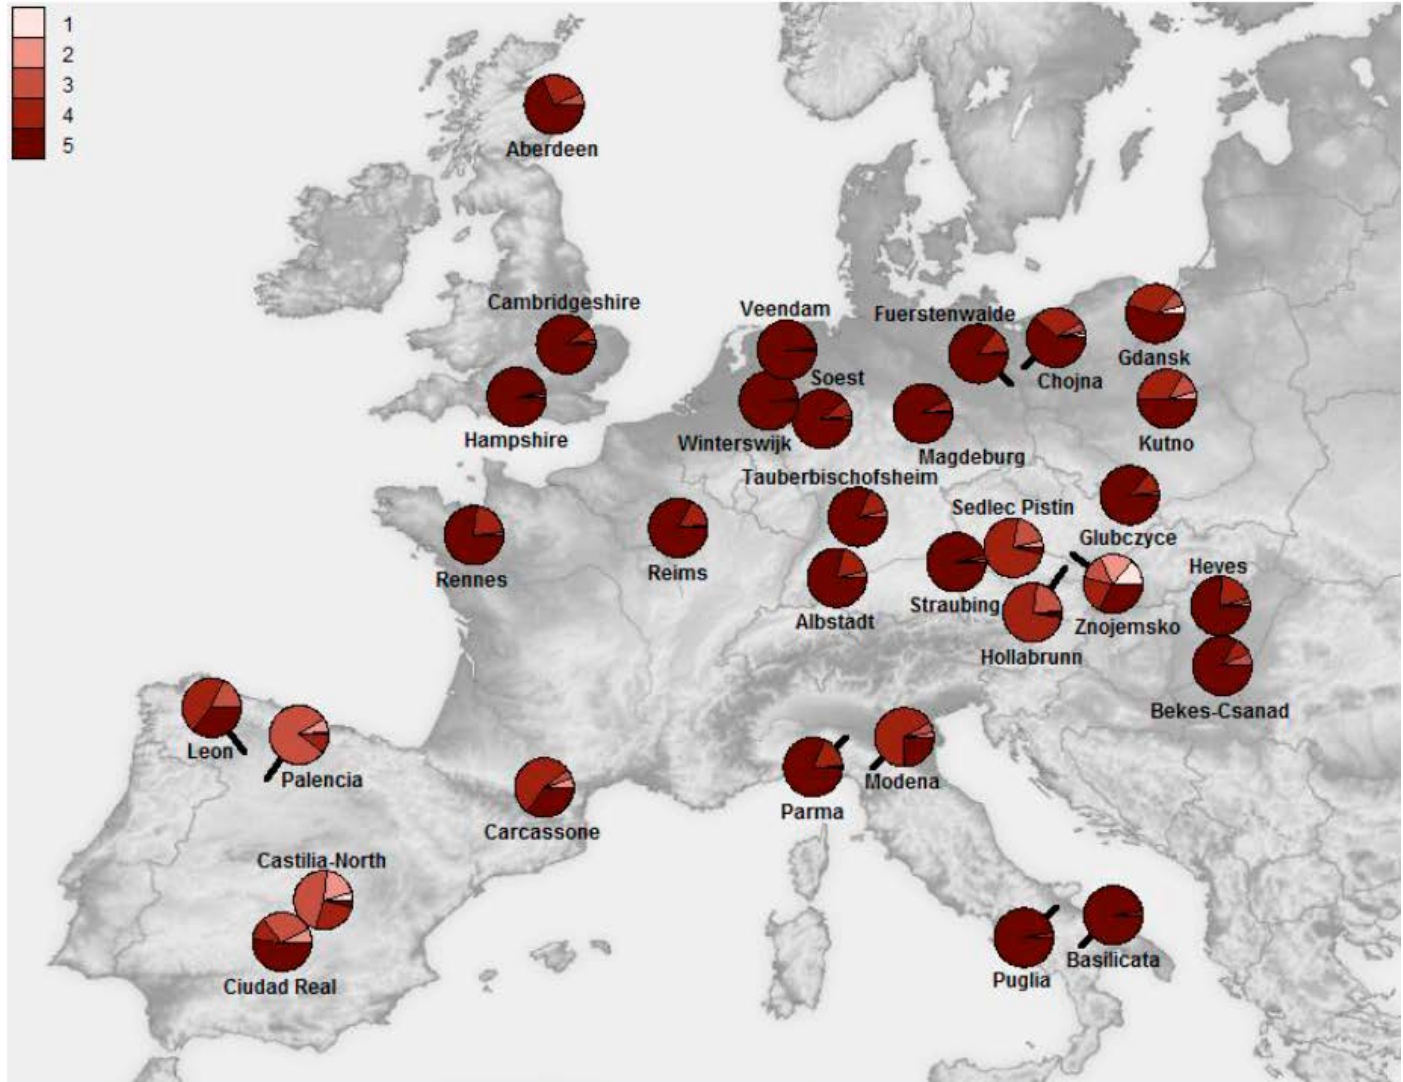 1
2
3
4
5
Aberdeen
Cambridgeshire
Hampshire
Veendam
Fuerstenwalde
Soest
Winterswijk
Chojna
Gdansk
Kutno
Magdeburg
Tauberbischofsheim
Sedlec Pistin
Glubczyce
Rennes
Reims
Albstadt
Straubing
Hollabrunn
Znojemsko
Heves
Bekes-Csanad
Leon
Palencia
Carcassone
Parma
Modena
Castilia-North
Ciudad Real
Puglia
Basilicata